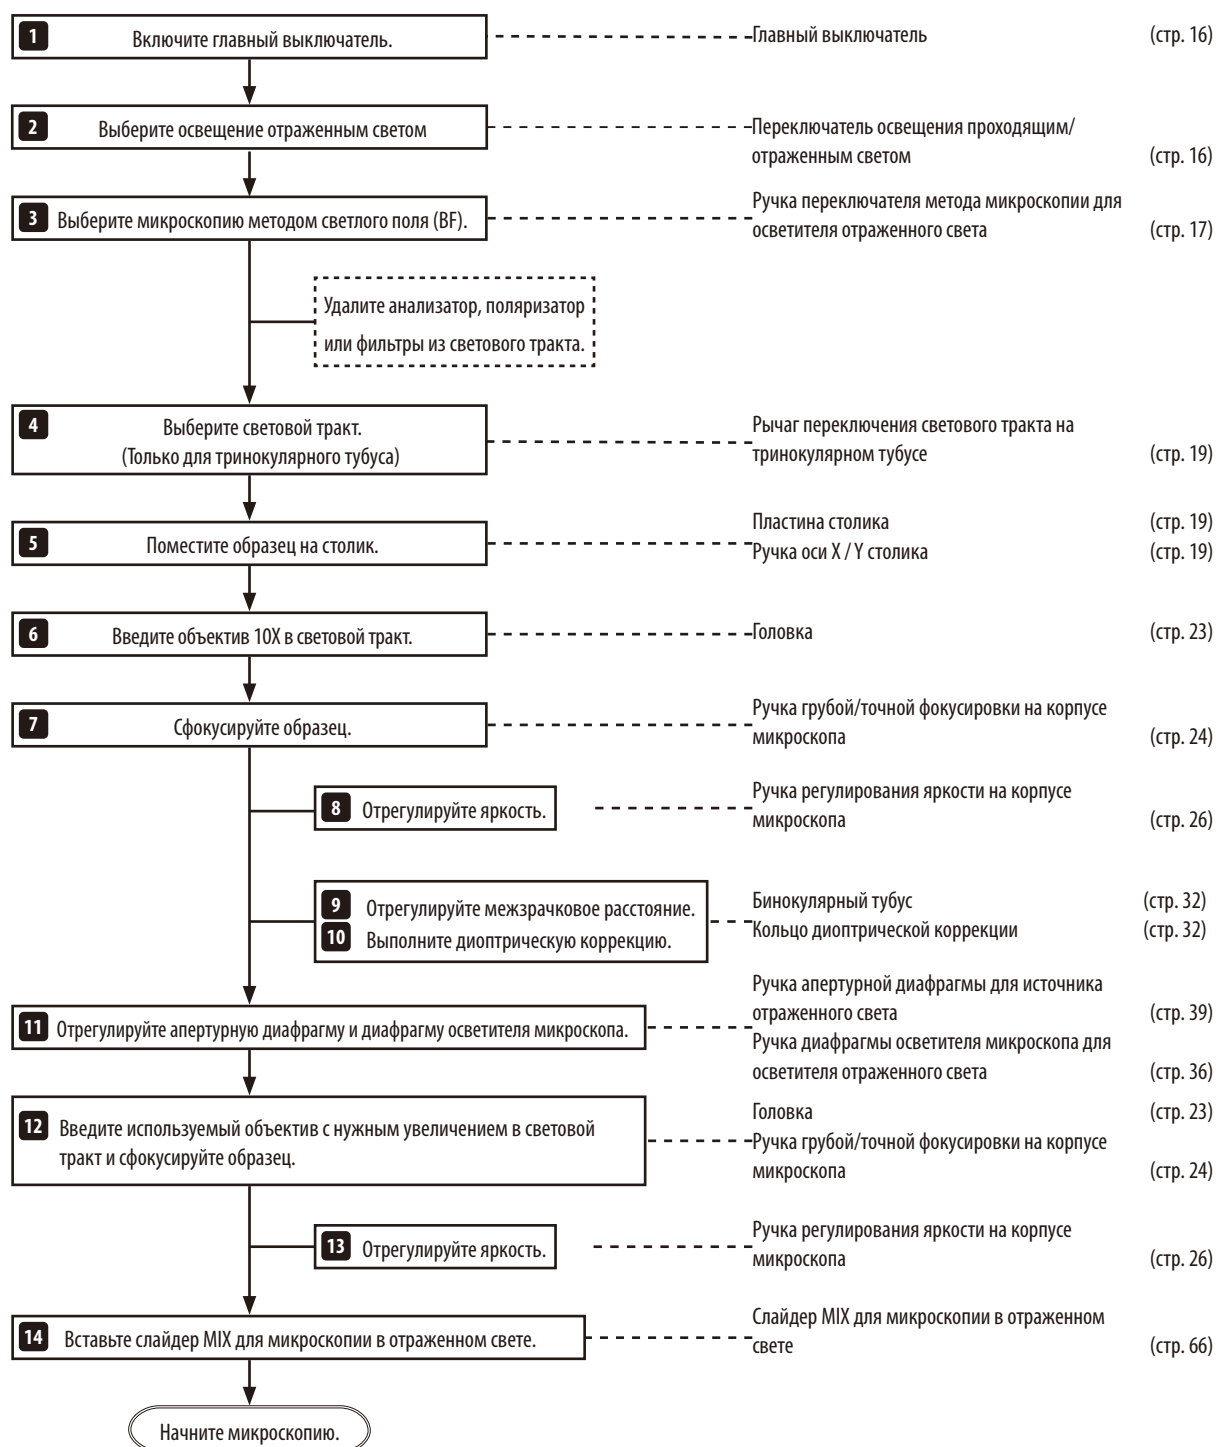 1 Включите главный выключатель.
Главный выключатель (стр. 16)
2 Выберите освещение отраженным светом
Переключатель освещения проходящим/
отраженным светом (стр. 16)
3 Выберите микроскопию методом светлого поля (BF).
Ручка переключателя метода микроскопии для
осветителя отраженного света (стр. 17)
Удалите анализатор, поляризатор
или фильтры из светового тракта.
4 Выберите световой тракт.
(Только для тринокулярного тубуса)
Рычаг переключения светового тракта на
тринокулярном тубусе (стр. 19)
5 Поместите образец на столик.
Пластина столика (стр. 19)
Ручка оси X / Y столика (стр. 19)
6 Введите объектив 10X в световой тракт.
Головка (стр. 23)
7 Сфокусируйте образец.
Ручка грубой/точной фокусировки на корпусе
микроскопа (стр. 24)
8 Отрегулируйте яркость.
Ручка регулирования яркости на корпусе
микроскопа (стр. 26)
9 Отрегулируйте межзрачковое расстояние.
10 Выполните диоптрическую коррекцию.
Бинокулярный тубус (стр. 32)
Кольцо диоптрической коррекции (стр. 32)
11 Отрегулируйте апертурную диафрагму и диафрагму осветителя микроскопа.
Ручка апертурной диафрагмы для источника
отраженного света (стр. 39)
Ручка диафрагмы осветителя микроскопа для
осветителя отраженного света (стр. 36)
12 Введите используемый объектив с нужным увеличением в световой
тракт и сфокусируйте образец.
Головка (стр. 23)
Ручка грубой/точной фокусировки на корпусе
микроскопа (стр. 24)
13 Отрегулируйте яркость.
Ручка регулирования яркости на корпусе
микроскопа (стр. 26)
14 Вставьте слайдер MIX для микроскопии в отраженном свете.
Слайдер MIX для микроскопии в отраженном
свете (стр. 66)
Начните микроскопию.